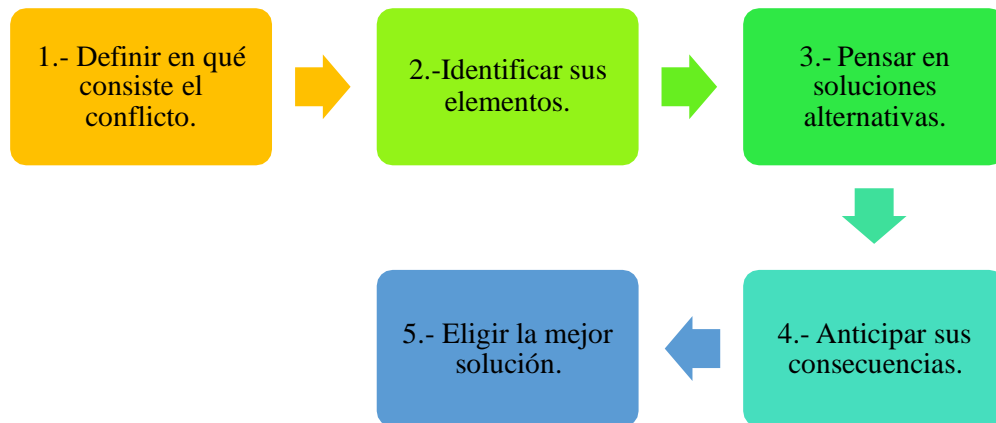 1.- Definir en qué
consiste el
conflicto.
2.-Identificar sus
elementos.
3.- Pensar en
soluciones
alternativas.
4.- Anticipar sus
consecuencias.
5.- Eligir la mejor
solución.